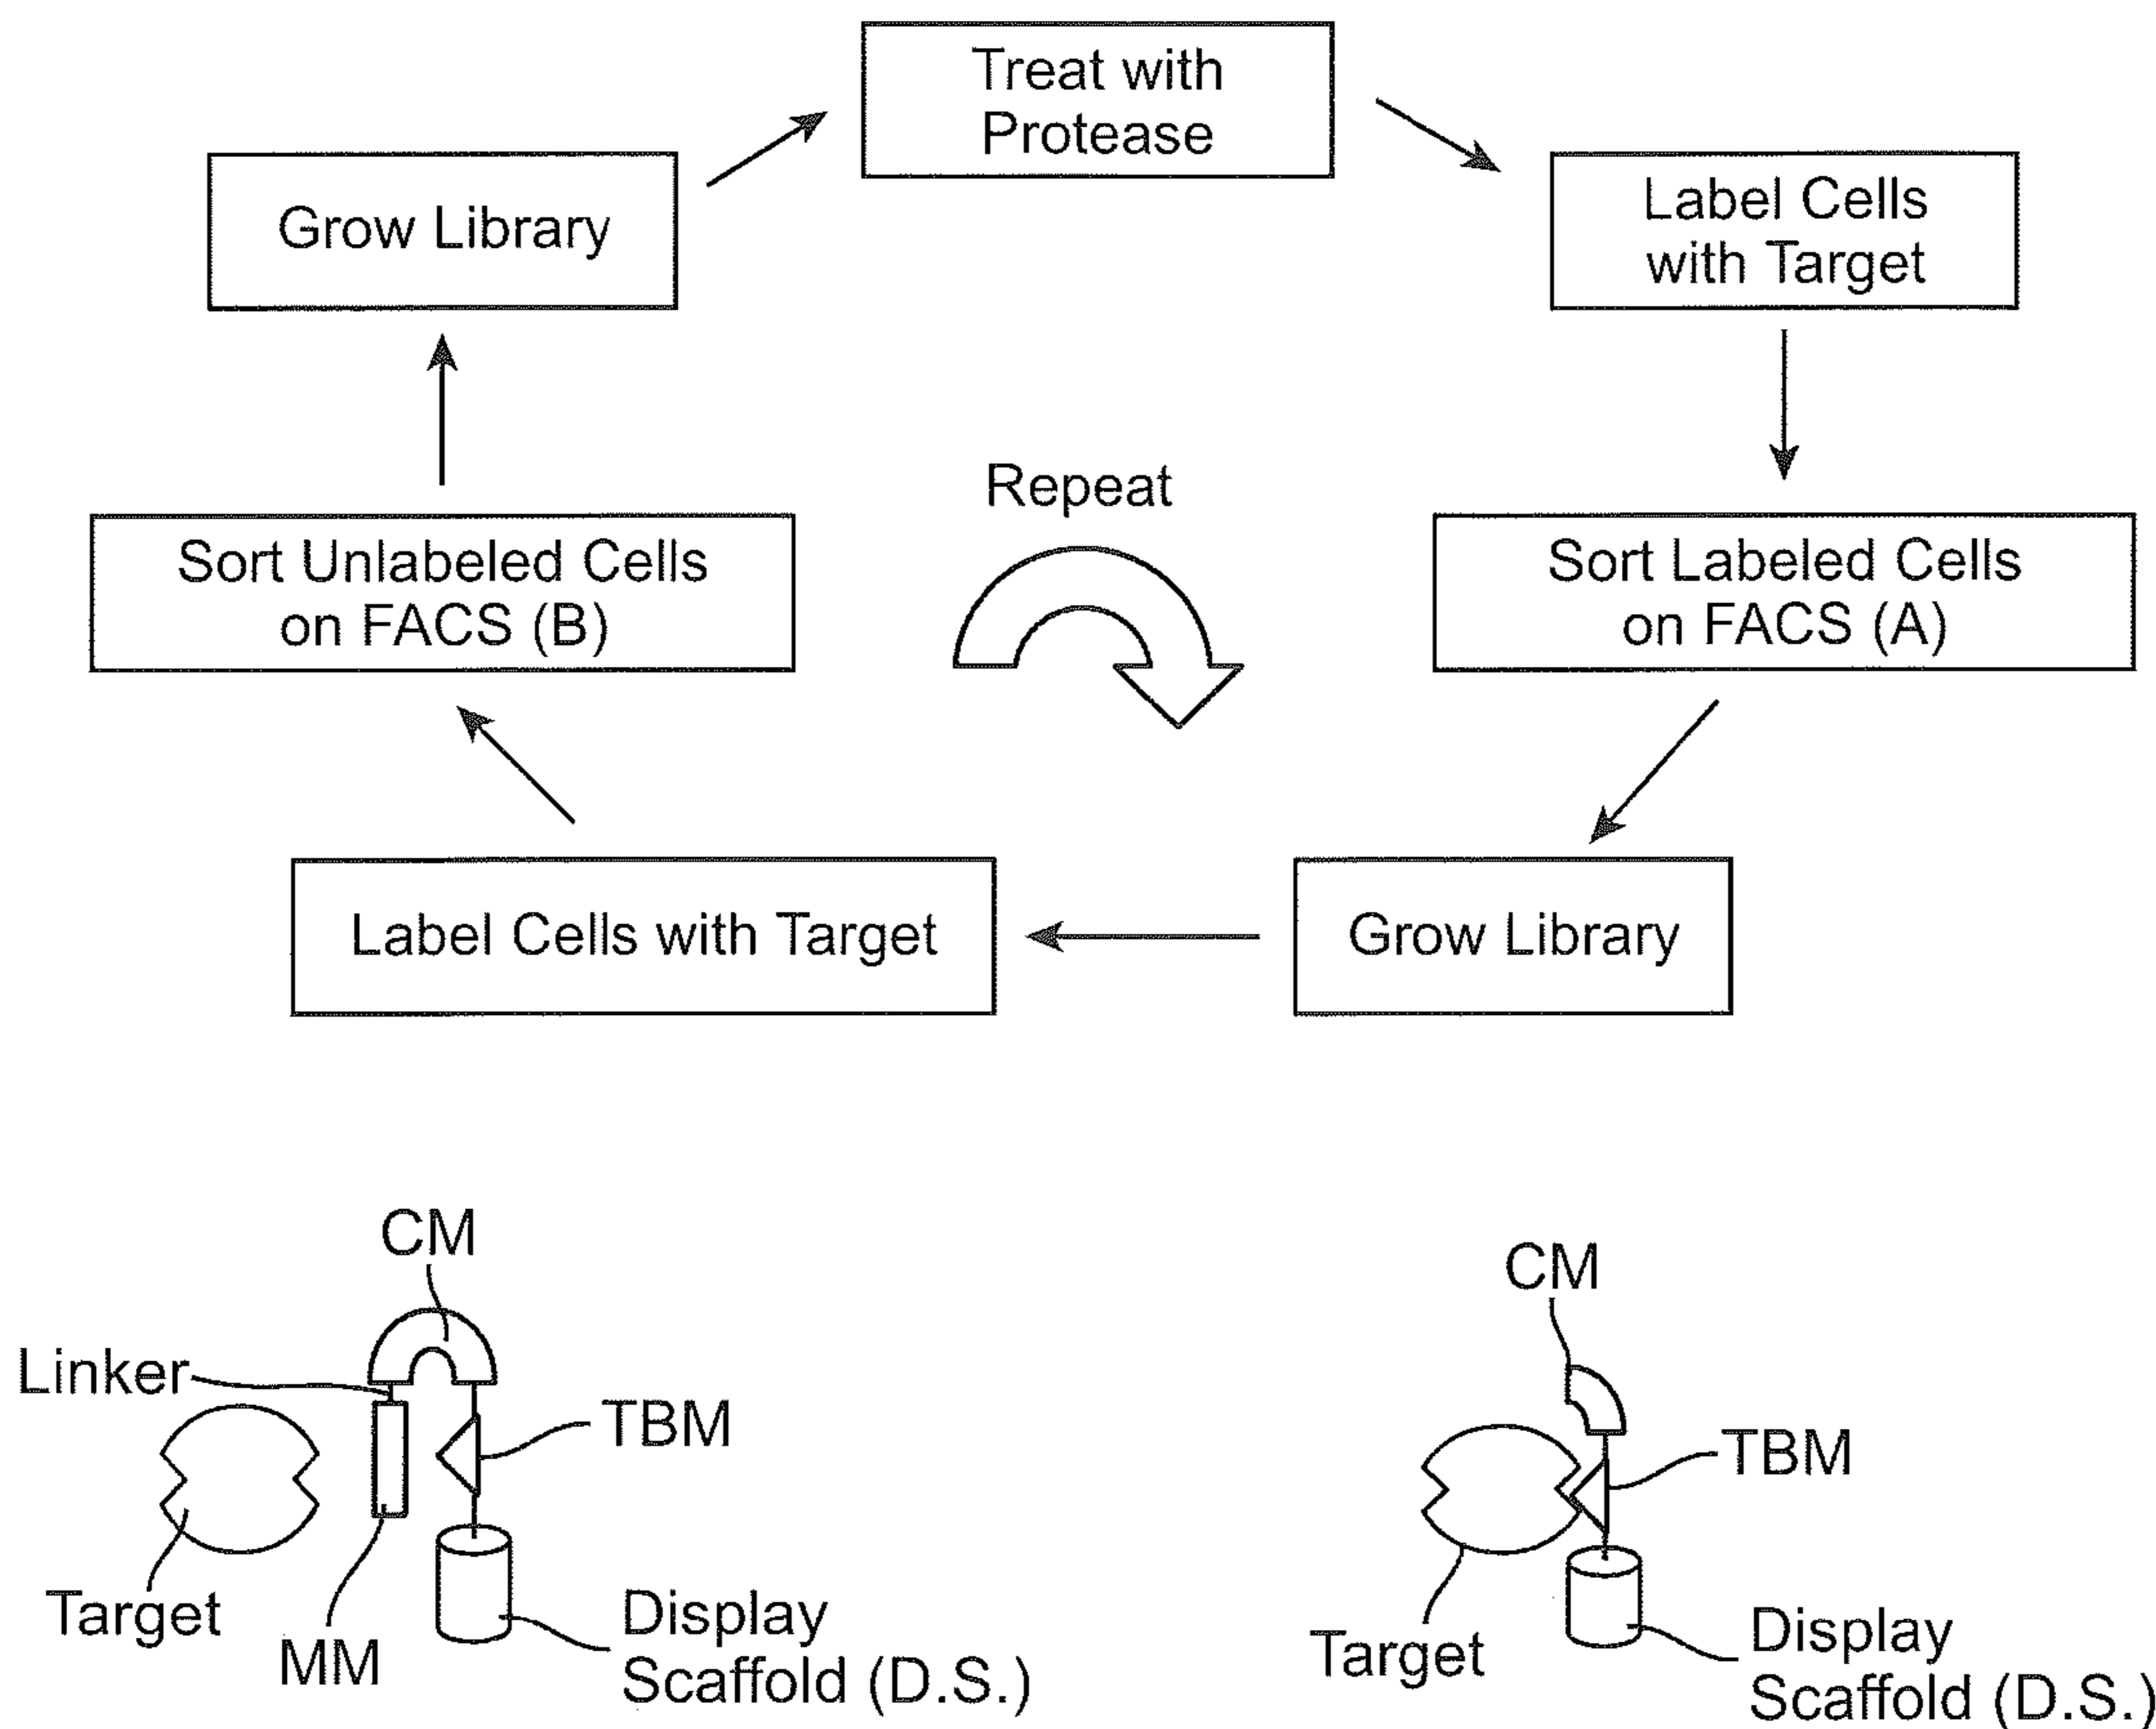 Treat with
Protease
Grow Library
Label Cells
with Target
Repeat
Sort Unlabeled Cells
on FACS (B)
Sort Labeled Cells
on FACS (A)
Label Cells with Target
Grow Library
CM
Linker
TBM
Target
MM
Display
Scaffold (D.S.)
CM
TBM
Target
Display
Scaffold (D.S.)